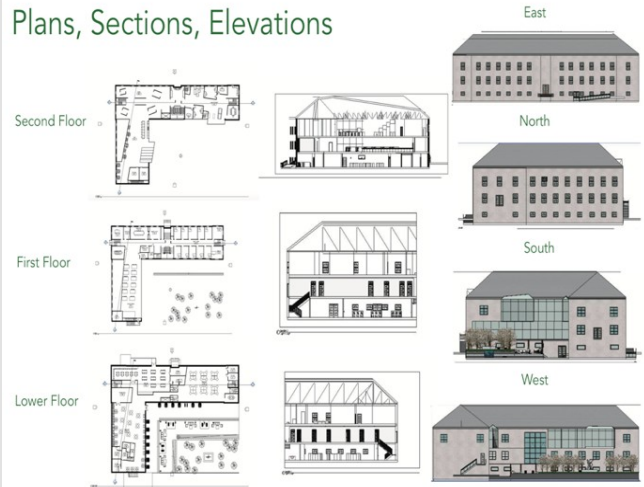 Plans, Sections, Elevations
East
Second Floor
North
First Floor
South
Lower Floor
West